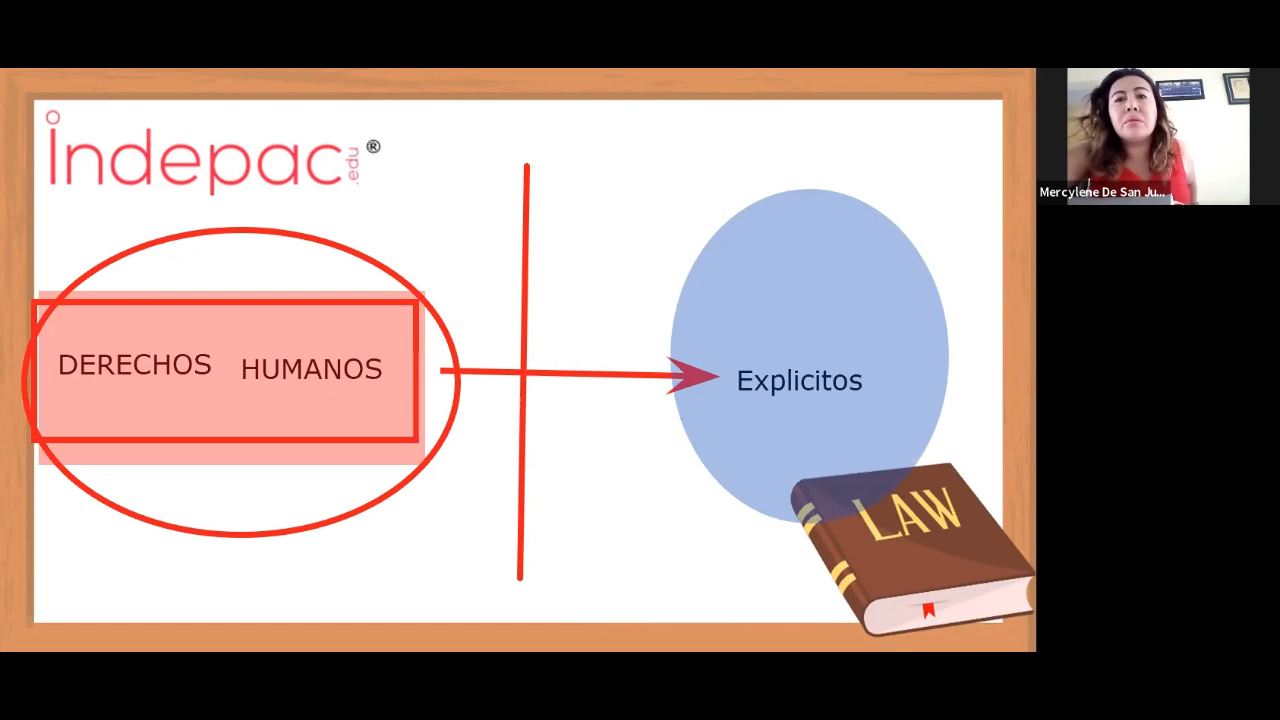 indepac.edu®
DERECHOS HUMANOS
Explicitos
LAW
Mercylene De San Ju...